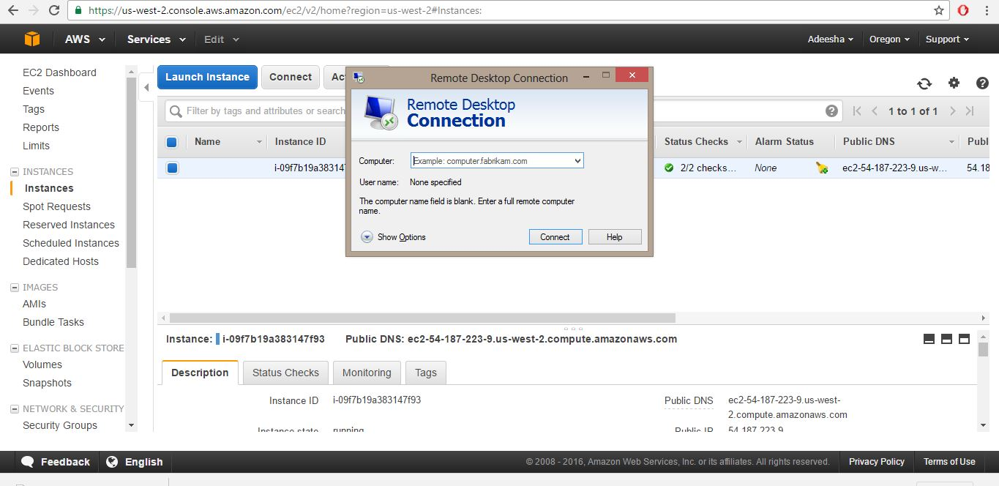 https://us-west-2.console.aws.amazon.com/ec2/v2/home?region=us-west-2#Instances:
AWS Services Edit Adeesha Oregon Support
EC2 Dashboard
Events
Tags
Reports
Limits
INSTANCES
Instances
Spot Requests
Reserved Instances
Scheduled Instances
Dedicated Hosts
IMAGES
AMIs
Bundle Tasks
ELASTIC BLOCK STORE
Volumes
Snapshots
NETWORK & SECURITY
Security Groups
Launch Instance Connect
Filter by tags and attributes or search
1 to 1 of 1
Name Instance ID Status Checks Alarm Status Public DNS
i-09f7b19a383147 2/2 checks... None ec2-54-187-223-9.us-w... 54.18
Remote Desktop Connection
Remote Desktop
Connection
Computer: Example: computer.fabrikam.com
User name: None specified
The computer name field is blank. Enter a full remote computer
name.
Show Options Connect Help
Instance: i-09f7b19a383147f93 Public DNS: ec2-54-187-223-9.us-west-2.compute.amazonaws.com
Description Status Checks Monitoring Tags
Instance ID i-09f7b19a383147f93 Public DNS ec2-54-187-223-9.us-west-
2.compute.amazonaws.com
Instance state running Public IP 54.187.223.9
Feedback English © 2008 - 2016, Amazon Web Services, Inc. or its affiliates. All rights reserved. Privacy Policy Terms of Use